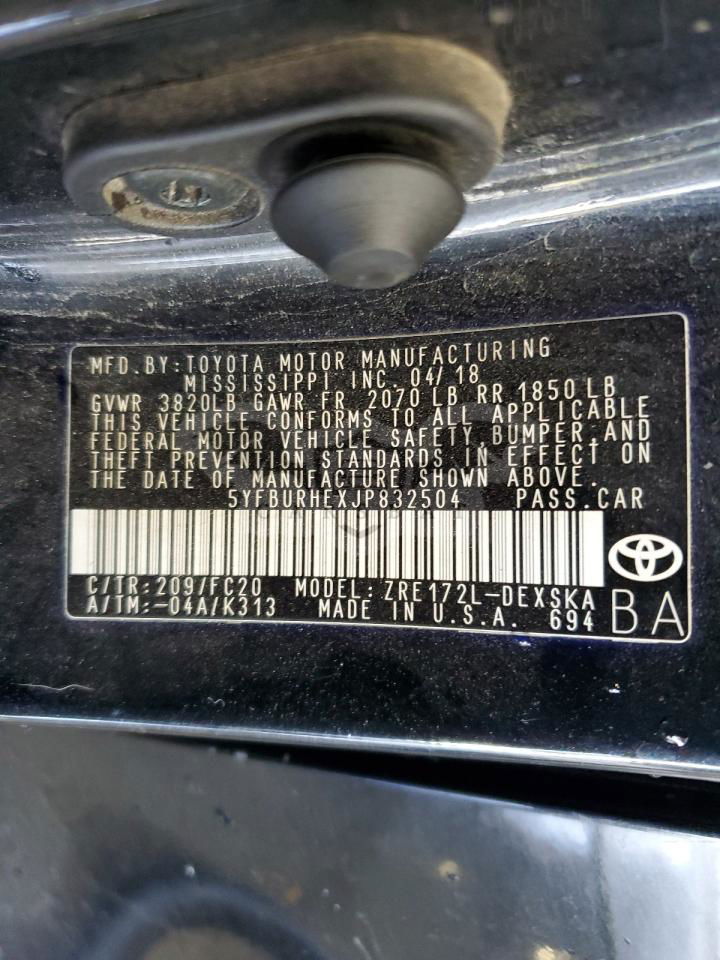 MFD. BY: TOYOTA MOTOR MANUFACTURING
MISSISSIPPI INC. 04/18
GVWR 3820LB GAWR FR 2070 LB RR 1850 LB
THIS VEHICLE CONFORMS TO ALL APPLICABLE
FEDERAL MOTOR VEHICLE SAFETY, BUMPER, AND
THEFT PREVENTION STANDARDS IN EFFECT ON
THE DATE OF MANUFACTURE SHOWN ABOVE.
5YFBURHEXJP832504 PASS. CAR
C/TR: 209/FC20 MODEL: ZRE172L-DEXSKA
A/TM: -04A/K313 MADE IN U.S.A. 694
BA